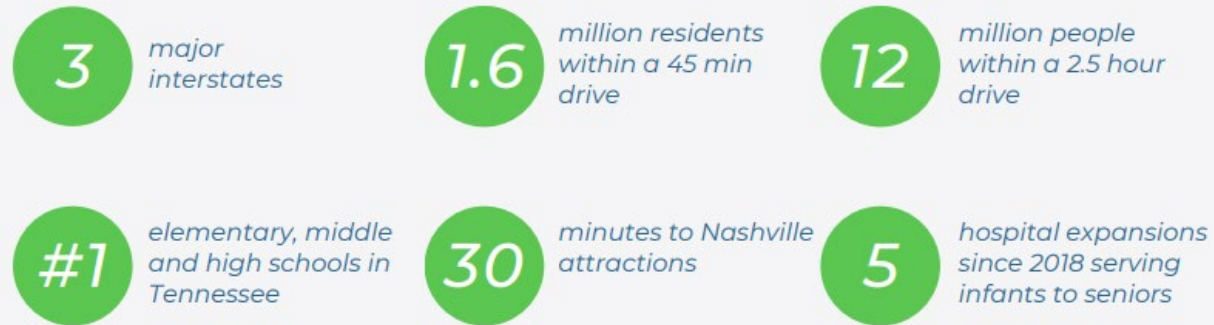 3
major
interstates
1.6
million residents
within a 45 min
drive
12
million people
within a 2.5 hour
drive
#1
elementary, middle
and high schools in
Tennessee
30
minutes to Nashville
attractions
5
hospital expansions
since 2018 serving
infants to seniors